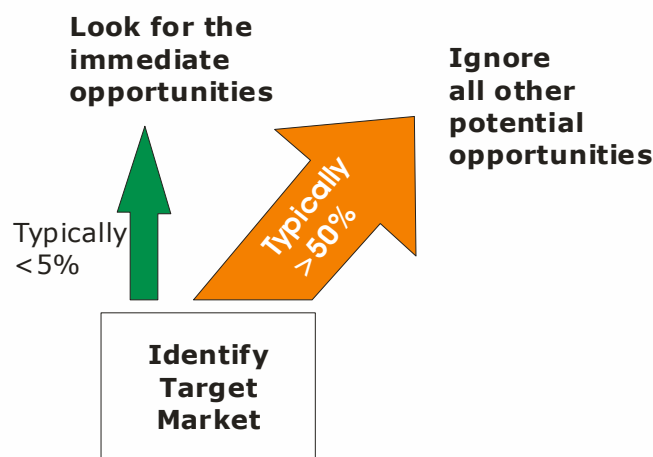 Look for the
immediate
opportunities
Ignore
all other
potential
opportunities
Typically
<5%
Typically
>50%
Identify
Target
Market